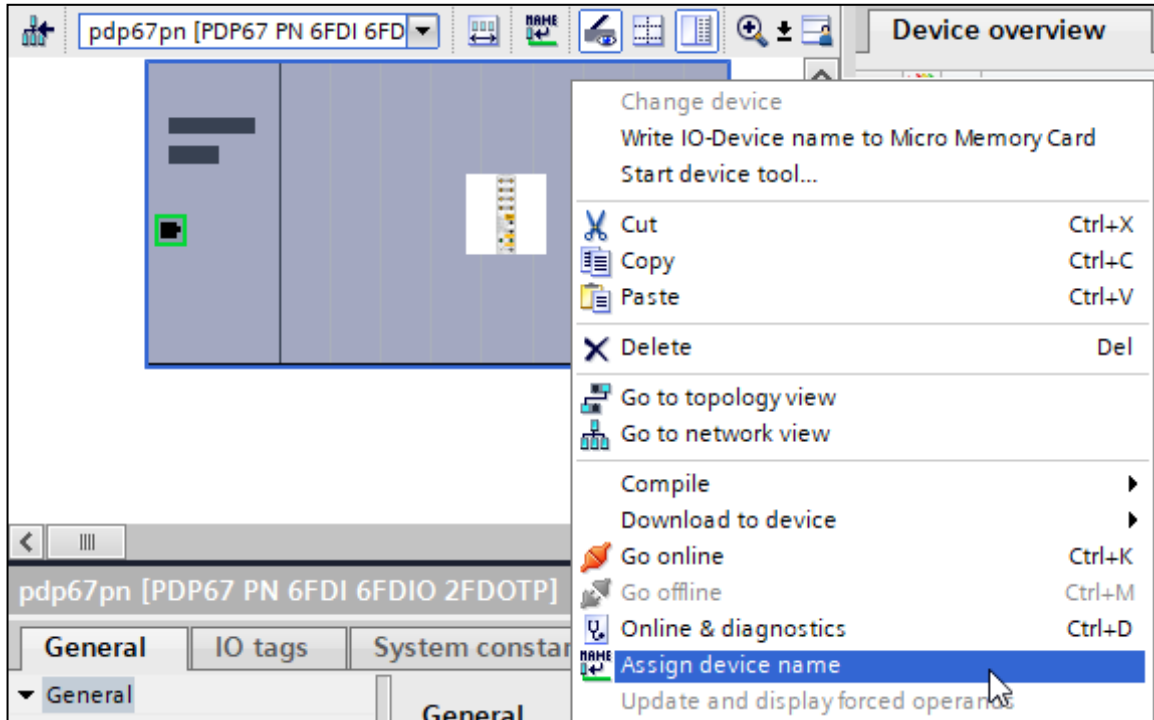 pdp67pn [PDP67 PN 6FDI 6FD
NAME
Device overview
Change device
Write IO-Device name to Micro Memory Card
Start device tool...
Cut Ctrl+X
Copy Ctrl+C
Paste Ctrl+V
Delete Del
Go to topology view
Go to network view
Compile
Download to device
Go online Ctrl+K
Go offline Ctrl+M
Online & diagnostics Ctrl+D
NAME Assign device name
Update and display forced operands
pdp67pn [PDP67 PN 6FDI 6FDIO 2FDOTP]
General IO tags System constan
General
General